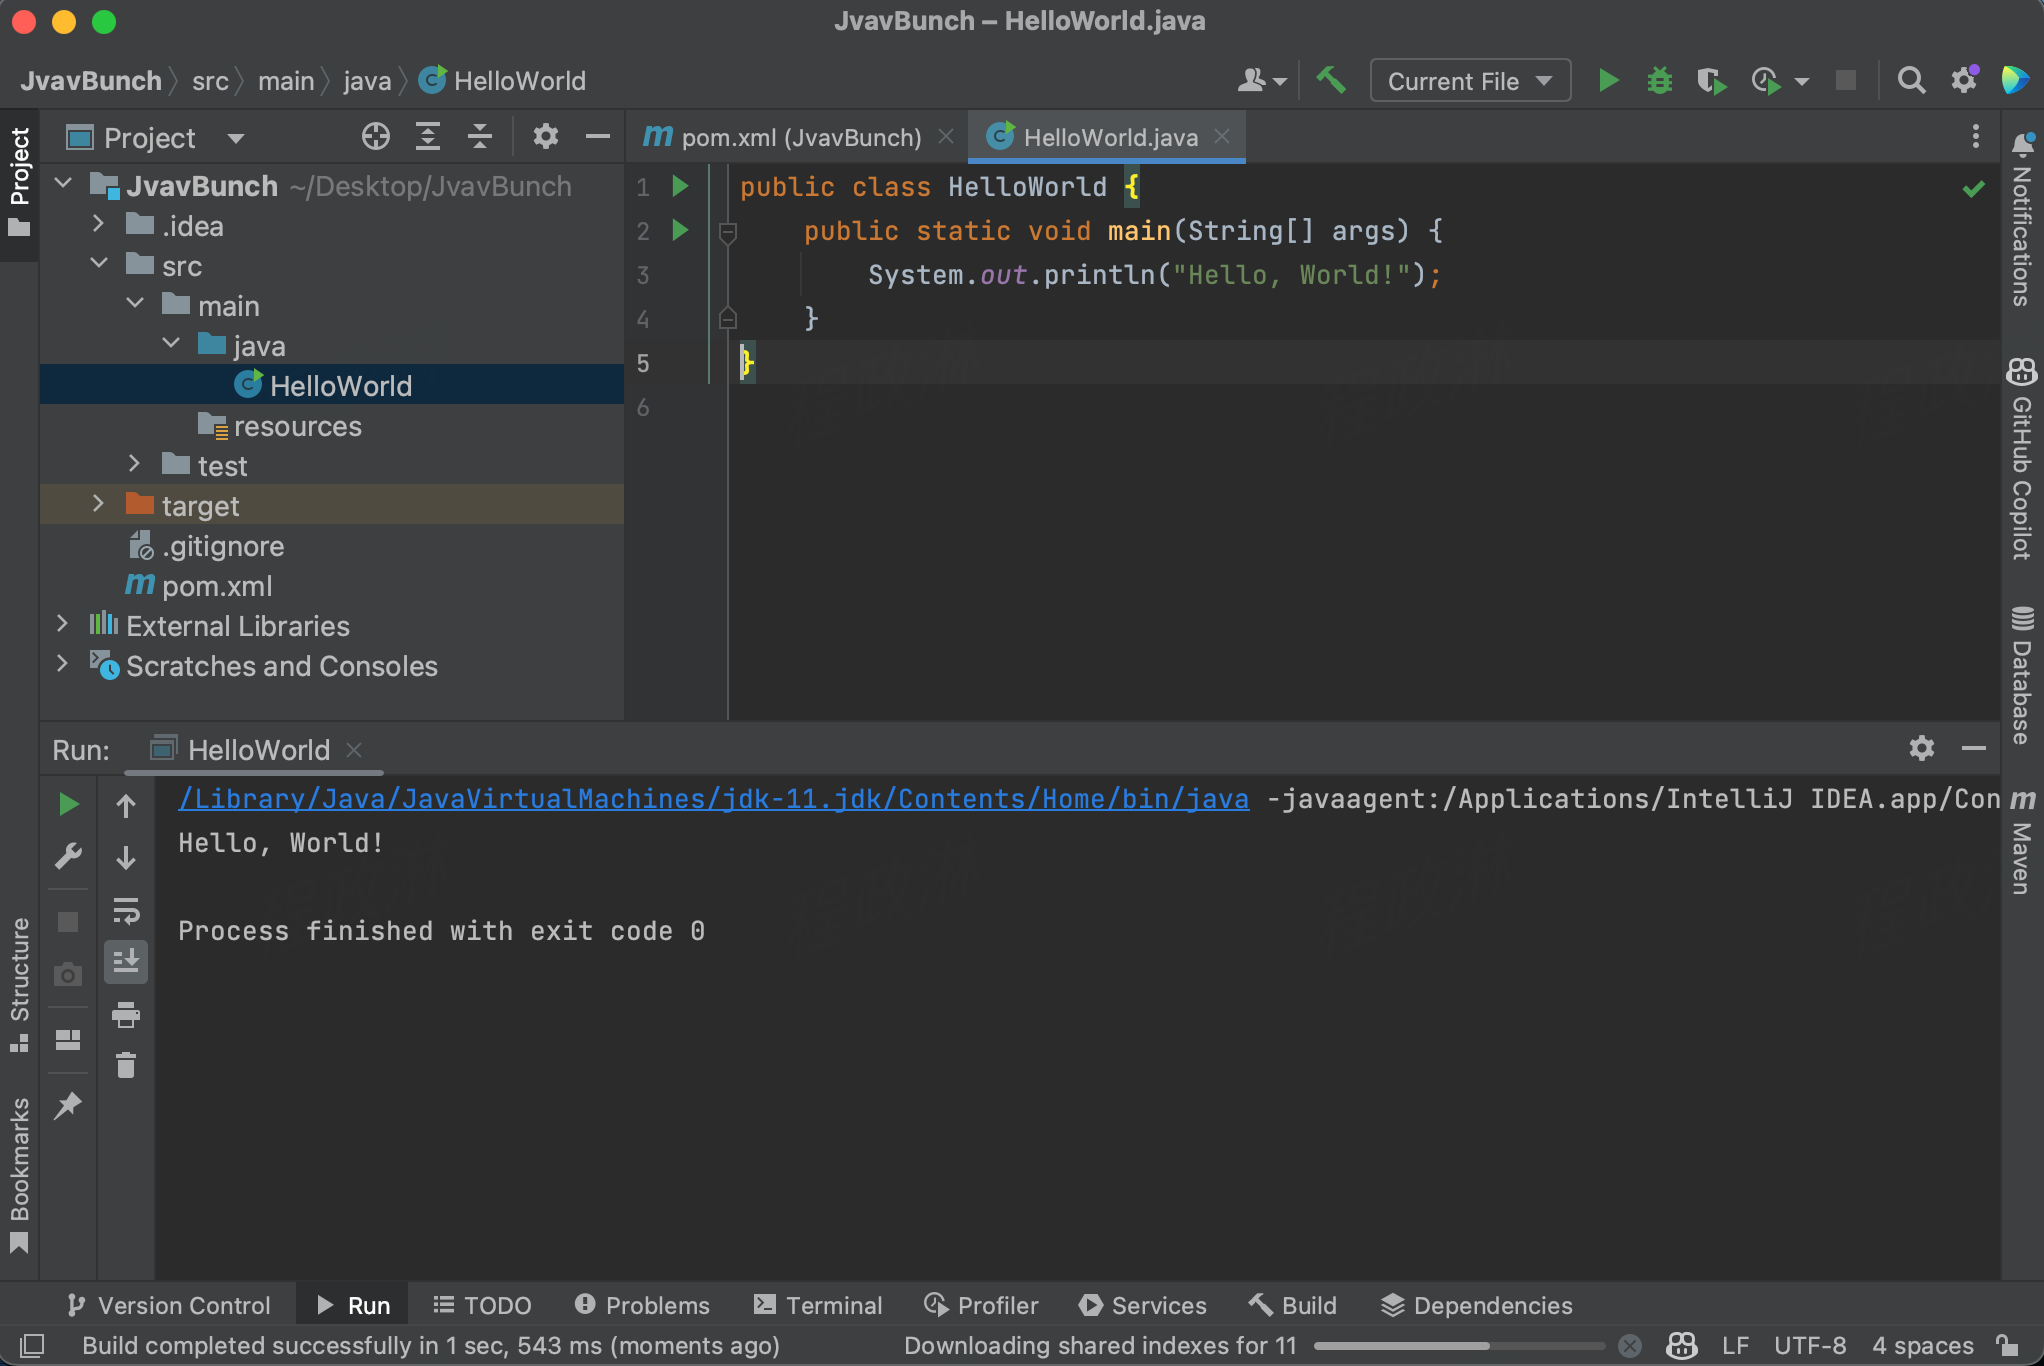 JvavBunch – HelloWorld.java
JvavBunch src main java HelloWorld
Current File
Project
Project
pom.xml (JvavBunch)
HelloWorld.java
JvavBunch ~/Desktop/JvavBunch
.idea
src
main
java
HelloWorld
resources
test
target
.gitignore
pom.xml
External Libraries
Scratches and Consoles
1 public class HelloWorld {
2     public static void main(String[] args) {
3         System.out.println("Hello, World!");
4     }
5 }
6
Notifications
GitHub Copilot
Database
Maven
Run: HelloWorld
/Library/Java/JavaVirtualMachines/jdk-11.jdk/Contents/Home/bin/java -javaagent:/Applications/IntelliJ IDEA.app/Con
Hello, World!
Process finished with exit code 0
Structure
Bookmarks
Version Control Run TODO Problems Terminal Profiler Services Build Dependencies
Build completed successfully in 1 sec, 543 ms (moments ago) Downloading shared indexes for 11 LF UTF-8 4 spaces